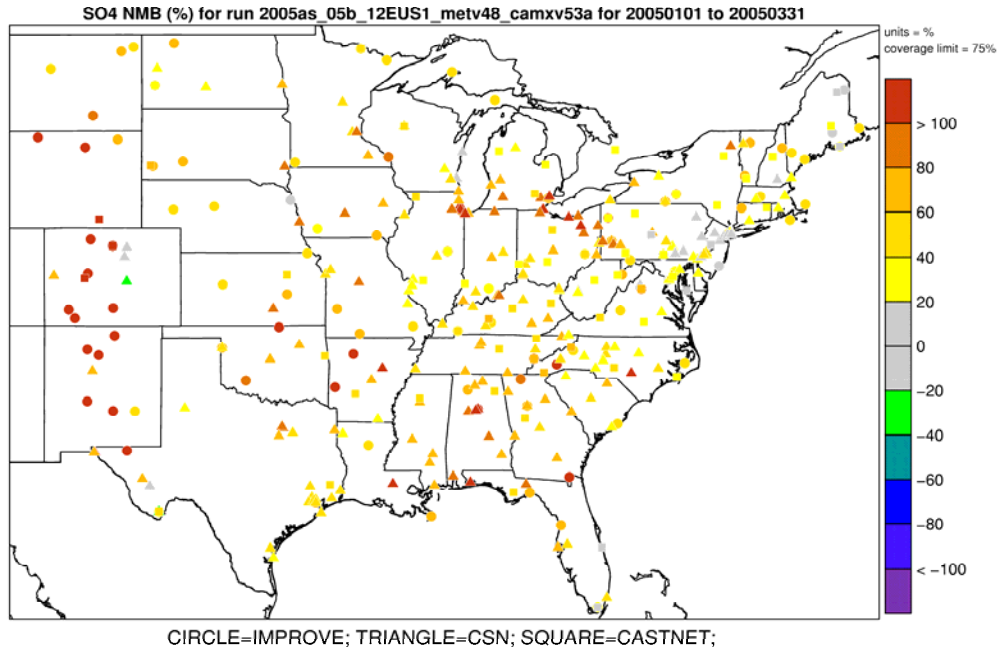 SO4 NMB (%) for run 2005as_05b_12EUS1_metv48_camxv53a for 20050101 to 20050331
units = %
coverage limit = 75%
> 100
80
60
40
20
0
−20
−40
−60
−80
< −100
CIRCLE=IMPROVE; TRIANGLE=CSN; SQUARE=CASTNET;